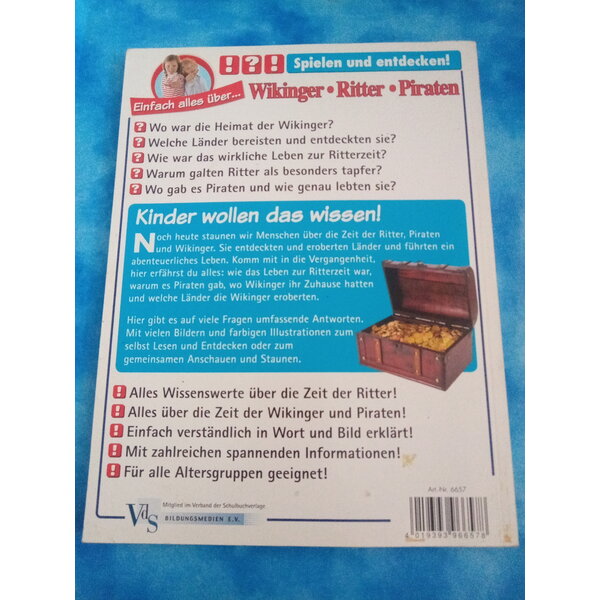 !?! Spielen und entdecken!
Einfach alles über...
Wikinger • Ritter • Piraten
? Wo war die Heimat der Wikinger?
? Welche Länder bereisten und entdeckten sie?
? Wie war das wirkliche Leben zur Ritterzeit?
? Warum galten Ritter als besonders tapfer?
? Wo gab es Piraten und wie genau lebten sie?
Kinder wollen das wissen!
Noch heute staunen wir Menschen über die Zeit der Ritter, Piraten
und Wikinger. Sie entdeckten und eroberten Länder und führten ein
abenteuerliches Leben. Komm mit in die Vergangenheit,
hier erfährst du alles: wie das Leben zur Ritterzeit war,
warum es Piraten gab, wo Wikinger ihr Zuhause hatten
und welche Länder die Wikinger eroberten.
Hier gibt es auf viele Fragen umfassende Antworten.
Mit vielen Bildern und farbigen Illustrationen zum
selbst Lesen und Entdecken oder zum
gemeinsamen Anschauen und Staunen.
! Alles Wissenswerte über die Zeit der Ritter!
! Alles über die Zeit der Wikinger und Piraten!
! Einfach verständlich in Wort und Bild erklärt!
! Mit zahlreichen spannenden Informationen!
! Für alle Altersgruppen geeignet!
Art.-Nr. 6657
VdS
Mitglied im Verband der Schulbuchverlage
BILDUNGSMEDIEN E.V.
4 019393 966578